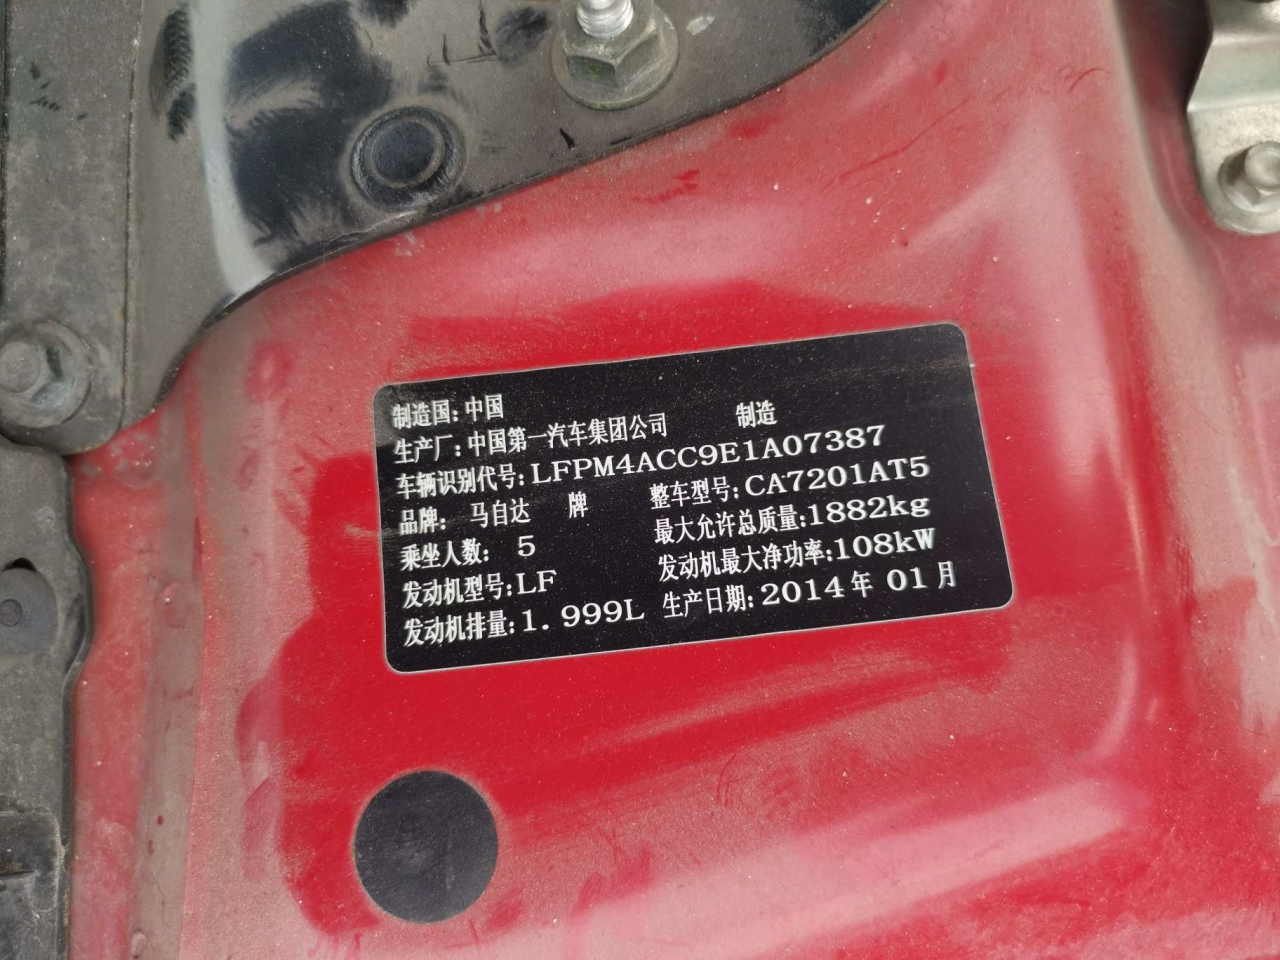 制造国:中国
生产厂:中国第一汽车集团公司 制造
车辆识别代号:LFPM4ACC9E1A07387
品牌: 马自达 牌 整车型号:CA7201AT5
乘坐人数: 5 最大允许总质量:1882kg
发动机型号:LF 发动机最大净功率:108kW
发动机排量:1.999L 生产日期:2014年 01月